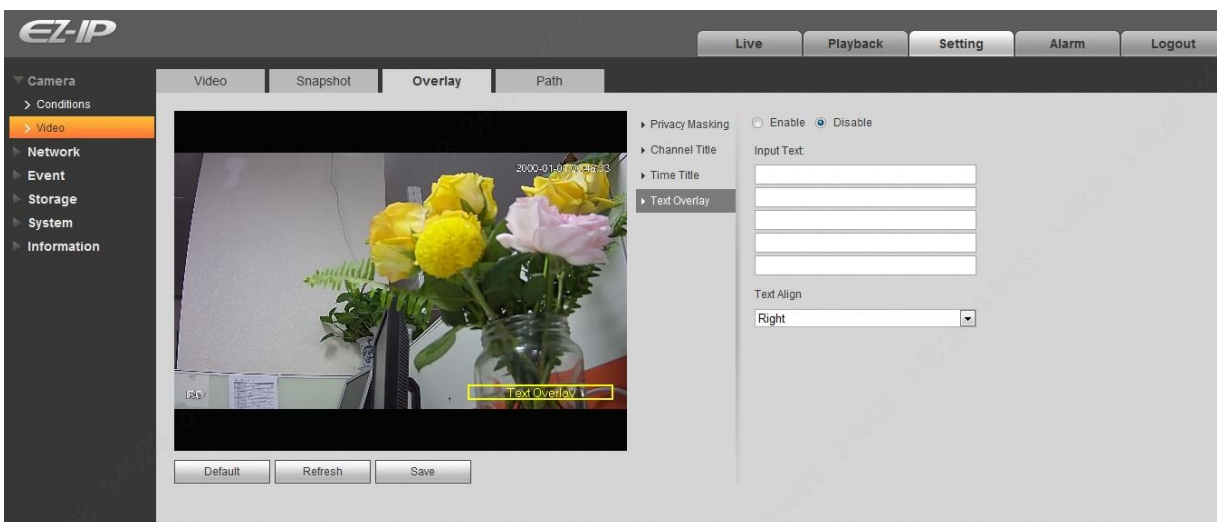 EZ-IP
Live Playback Setting Alarm Logout
Camera
Conditions
Video
Network
Event
Storage
System
Information
Video Snapshot Overlay Path
Text Overlay
Default Refresh Save
Privacy Masking
Channel Title
Time Title
Text Overlay
Enable Disable
Input Text:
Text Align
Right